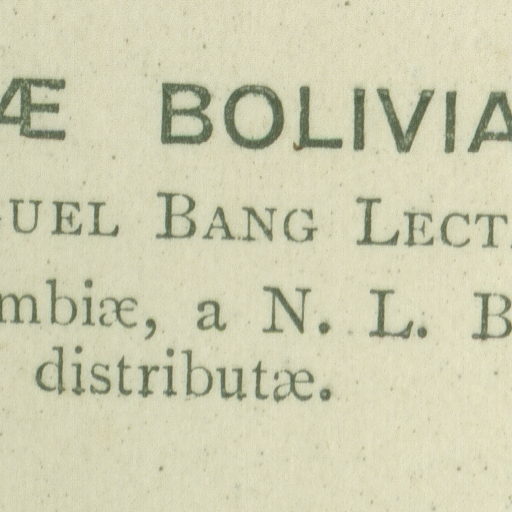 Æ B BOLIVIA
UEL BANG LECT
mbiæ, a N. L. B
distributæ.